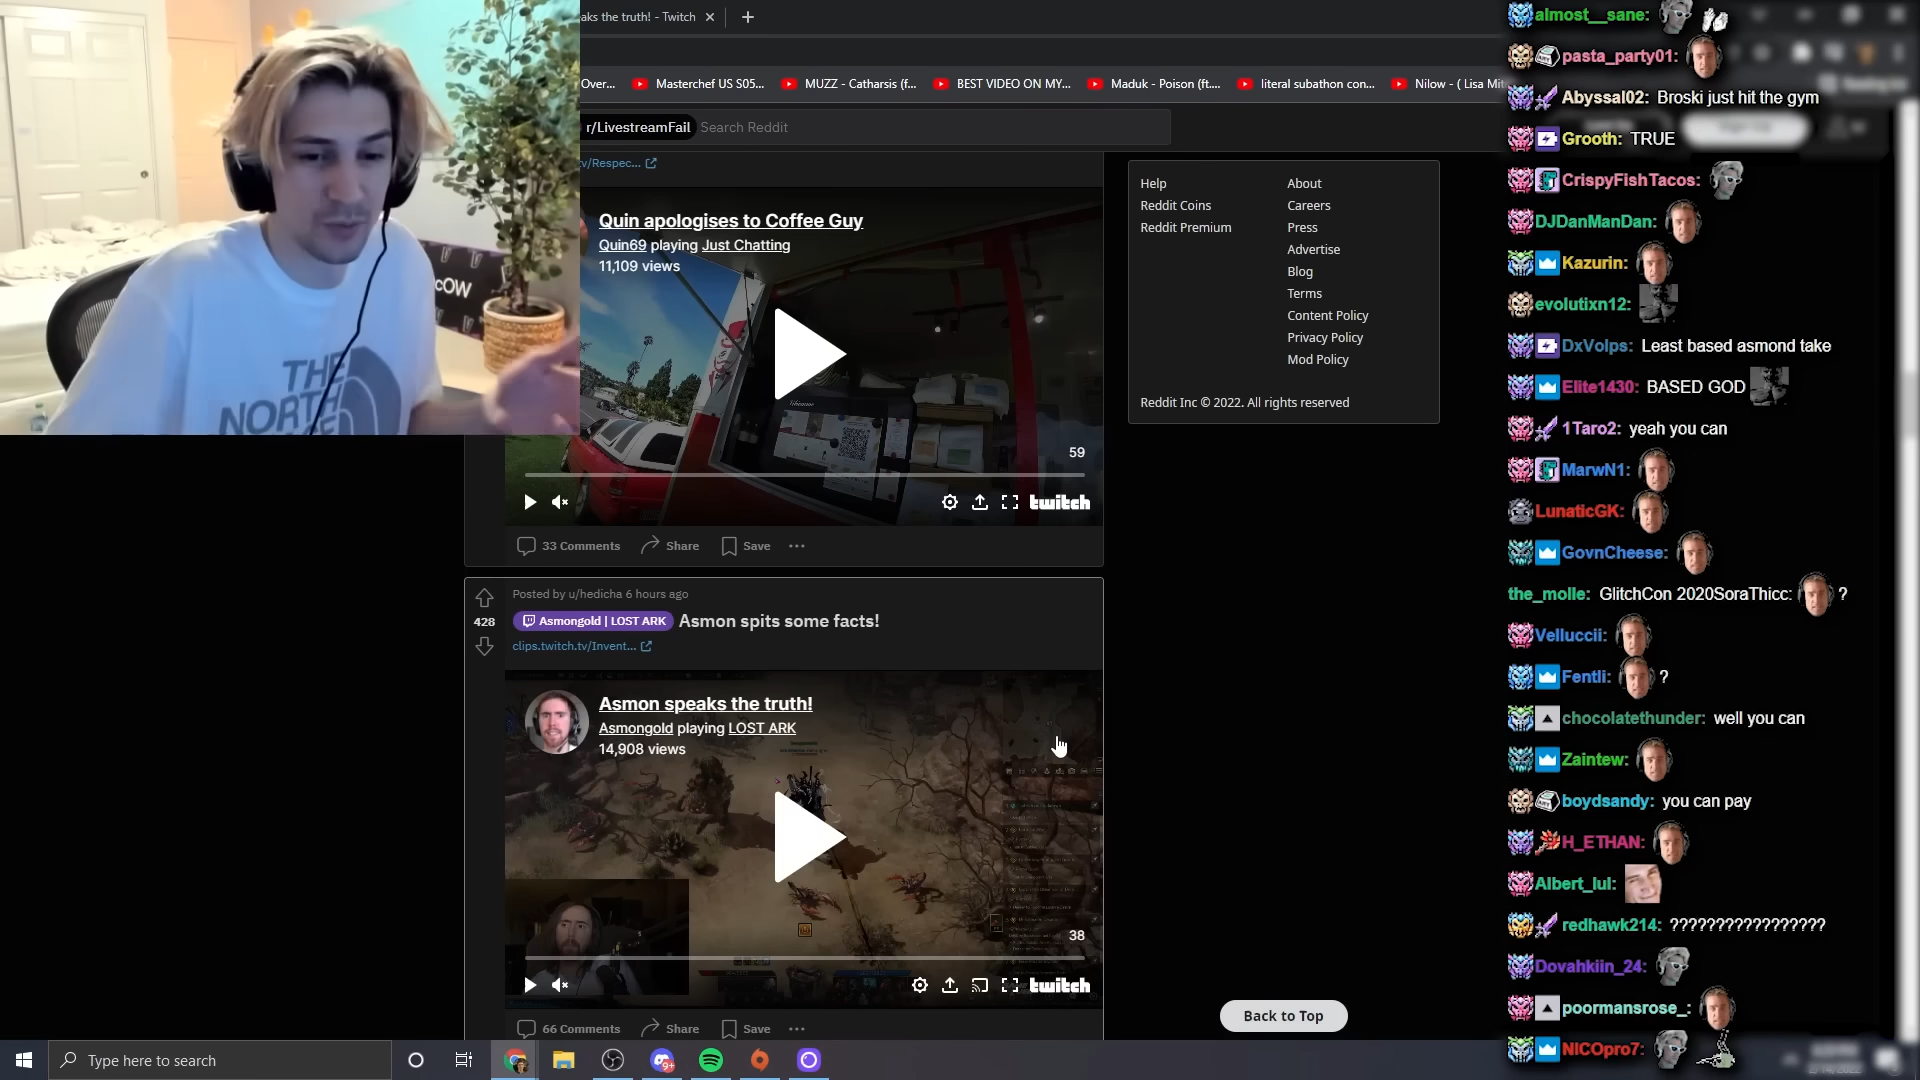 aks the truth! - Twitch
Over...
Masterchef US S05...
MUZZ - Catharsis (f...
BEST VIDEO ON MY...
Maduk - Poison (ft....
literal subathon con...
Nilow - ( Lisa Mit
r/LivestreamFail
Search Reddit
tv/Respec...
Quin apologises to Coffee Guy
Quin69 playing Just Chatting
11,109 views
59
twitch
33 Comments
Share
Save
Posted by u/hedicha 6 hours ago
428
Asmongold | LOST ARK
Asmon spits some facts!
clips.twitch.tv/Invent...
Asmon speaks the truth!
Asmongold playing LOST ARK
14,908 views
38
twitch
66 Comments
Share
Save
Help
Reddit Coins
Reddit Premium
About
Careers
Press
Advertise
Blog
Terms
Content Policy
Privacy Policy
Mod Policy
Reddit Inc © 2022. All rights reserved
Back to Top
THE
NORTH
cOW
almost__sane:
pasta_party01:
Abyssal02: Broski just hit the gym
Grooth: TRUE
CrispyFishTacos:
DJDanManDan:
Kazurin:
evolutixn12:
DxVolps: Least based asmond take
Elite1430: BASED GOD
1Taro2: yeah you can
MarwN1:
LunaticGK:
GovnCheese:
the_molle: GlitchCon 2020SoraThicc: ?
Velluccii:
Fentli: ?
chocolatethunder: well you can
Zaintew:
boydsandy: you can pay
H_ETHAN:
Albert_lul:
redhawk214: ?????????????????
Dovahkiin_24:
poormansrose_:
NICOpro7:
Type here to search
9+